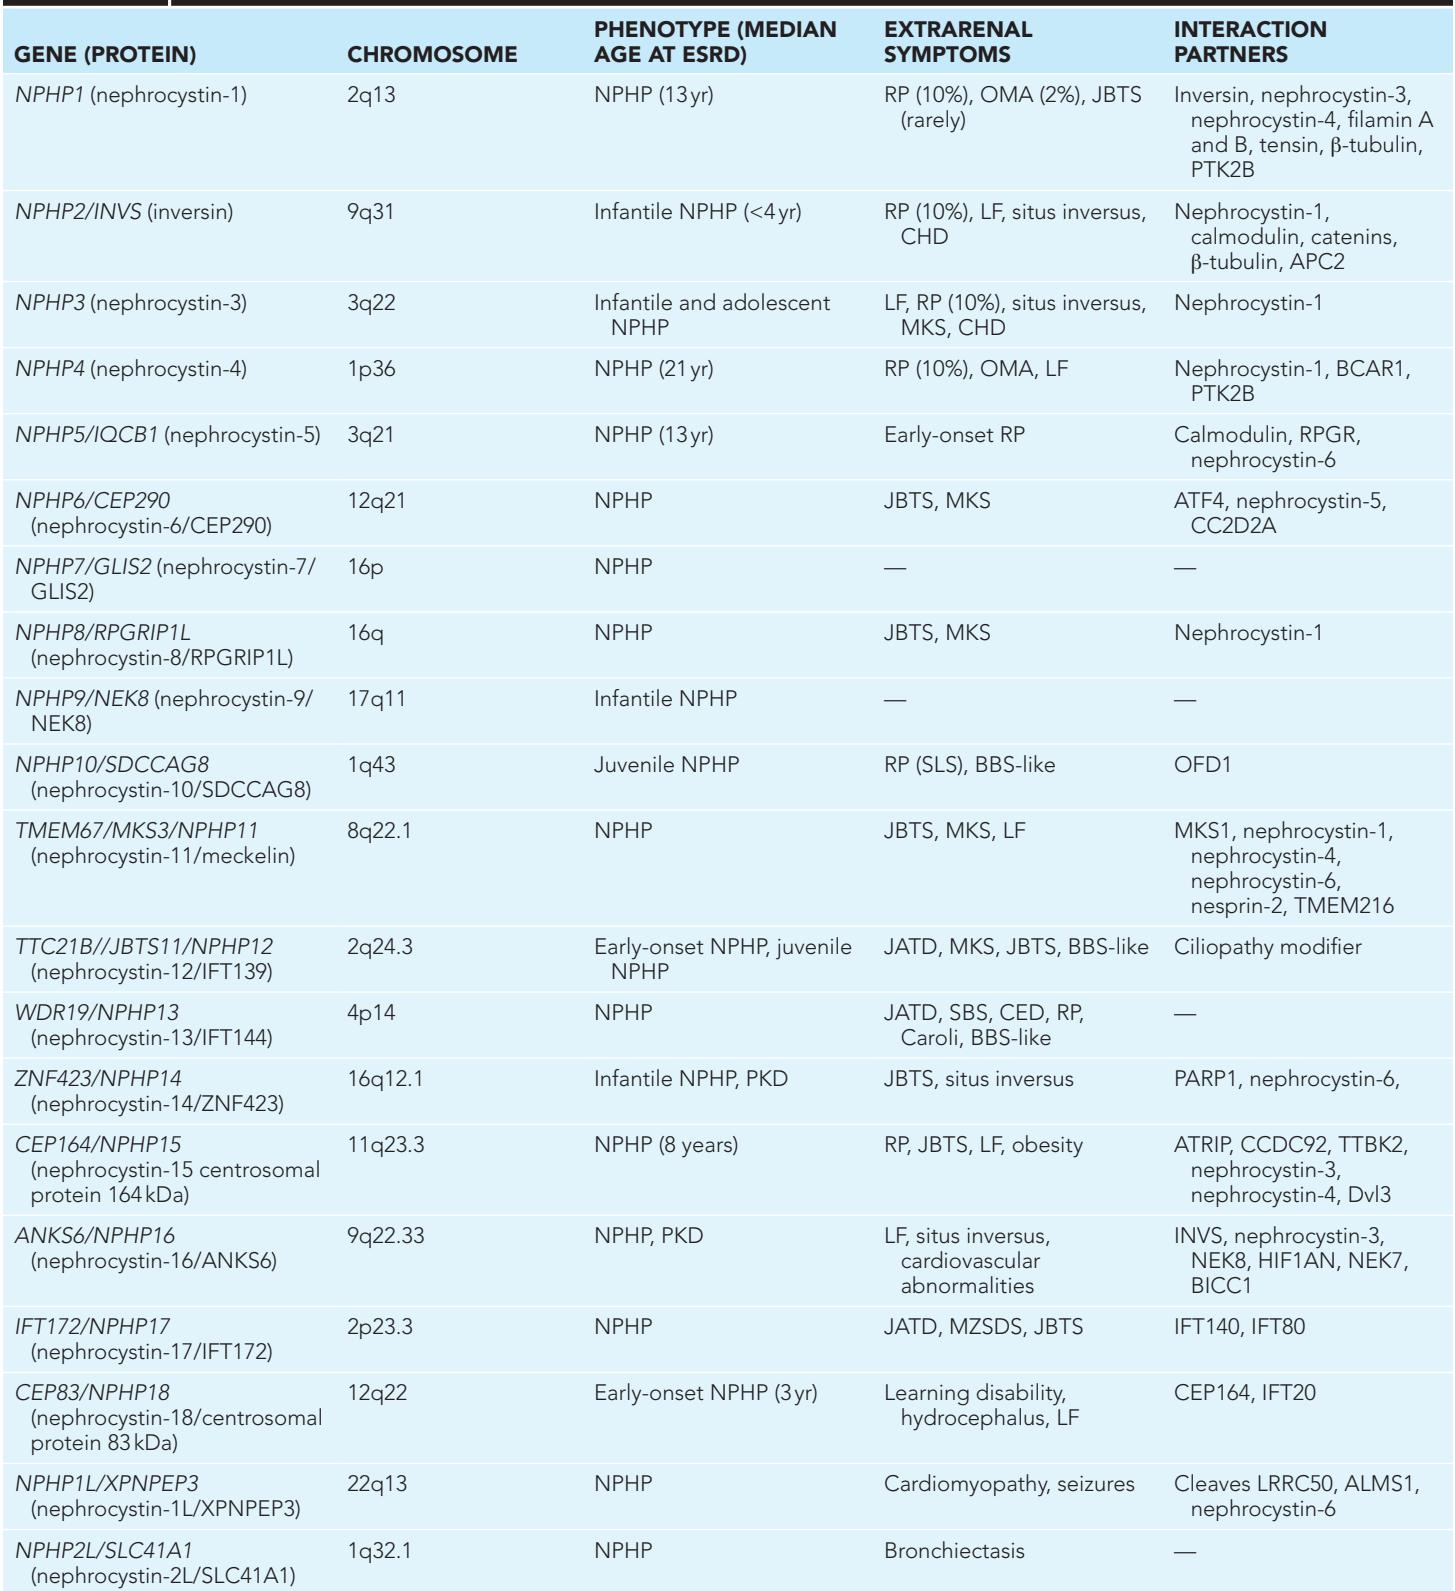 GENE (PROTEIN) CHROMOSOME PHENOTYPE (MEDIAN AGE AT ESRD) EXTRARENAL SYMPTOMS INTERACTION PARTNERS
NPHP1 (nephrocystin-1) 2q13 NPHP (13 yr) RP (10%), OMA (2%), JBTS Inversin, nephrocystin-3,
(rarely) nephrocystin-4, filamin A
and B, tensin, β-tubulin,
PTK2B
NPHP2/INVS (inversin) 9q31 Infantile NPHP (<4 yr) RP (10%), LF, situs inversus, Nephrocystin-1,
CHD calmodulin, catenins,
β-tubulin, APC2
NPHP3 (nephrocystin-3) 3q22 Infantile and adolescent LF, RP (10%), situs inversus, Nephrocystin-1
NPHP MKS, CHD
NPHP4 (nephrocystin-4) 1p36 NPHP (21 yr) RP (10%), OMA, LF Nephrocystin-1, BCAR1,
PTK2B
NPHP5/IQCB1 (nephrocystin-5) 3q21 NPHP (13 yr) Early-onset RP Calmodulin, RPGR,
nephrocystin-6
NPHP6/CEP290 12q21 NPHP JBTS, MKS ATF4, nephrocystin-5,
(nephrocystin-6/CEP290) CC2D2A
NPHP7/GLIS2 (nephrocystin-7/ 16p NPHP — —
GLIS2)
NPHP8/RPGRIP1L 16q NPHP JBTS, MKS Nephrocystin-1
(nephrocystin-8/RPGRIP1L)
NPHP9/NEK8 (nephrocystin-9/ 17q11 Infantile NPHP — —
NEK8)
NPHP10/SDCCAG8 1q43 Juvenile NPHP RP (SLS), BBS-like OFD1
(nephrocystin-10/SDCCAG8)
TMEM67/MKS3/NPHP11 8q22.1 NPHP JBTS, MKS, LF MKS1, nephrocystin-1,
(nephrocystin-11/meckelin) nephrocystin-4,
nephrocystin-6,
nesprin-2, TMEM216
TTC21B//JBTS11/NPHP12 2q24.3 Early-onset NPHP, juvenile JATD, MKS, JBTS, BBS-like Ciliopathy modifier
(nephrocystin-12/IFT139) NPHP
WDR19/NPHP13 4p14 NPHP JATD, SBS, CED, RP, —
(nephrocystin-13/IFT144) Caroli, BBS-like
ZNF423/NPHP14 16q12.1 Infantile NPHP, PKD JBTS, situs inversus PARP1, nephrocystin-6,
(nephrocystin-14/ZNF423)
CEP164/NPHP15 11q23.3 NPHP (8 years) RP, JBTS, LF, obesity ATRIP, CCDC92, TTBK2,
(nephrocystin-15 centrosomal nephrocystin-3,
protein 164 kDa) nephrocystin-4, Dvl3
ANKS6/NPHP16 9q22.33 NPHP, PKD LF, situs inversus, INVS, nephrocystin-3,
(nephrocystin-16/ANKS6) cardiovascular NEK8, HIF1AN, NEK7,
abnormalities BICC1
IFT172/NPHP17 2p23.3 NPHP JATD, MZSDS, JBTS IFT140, IFT80
(nephrocystin-17/IFT172)
CEP83/NPHP18 12q22 Early-onset NPHP (3 yr) Learning disability, CEP164, IFT20
(nephrocystin-18/centrosomal hydrocephalus, LF
protein 83 kDa)
NPHP1L/XPNPEP3 22q13 NPHP Cardiomyopathy, seizures Cleaves LRRC50, ALMS1,
(nephrocystin-1L/XPNPEP3) nephrocystin-6
NPHP2L/SLC41A1 1q32.1 NPHP Bronchiectasis —
(nephrocystin-2L/SLC41A1)